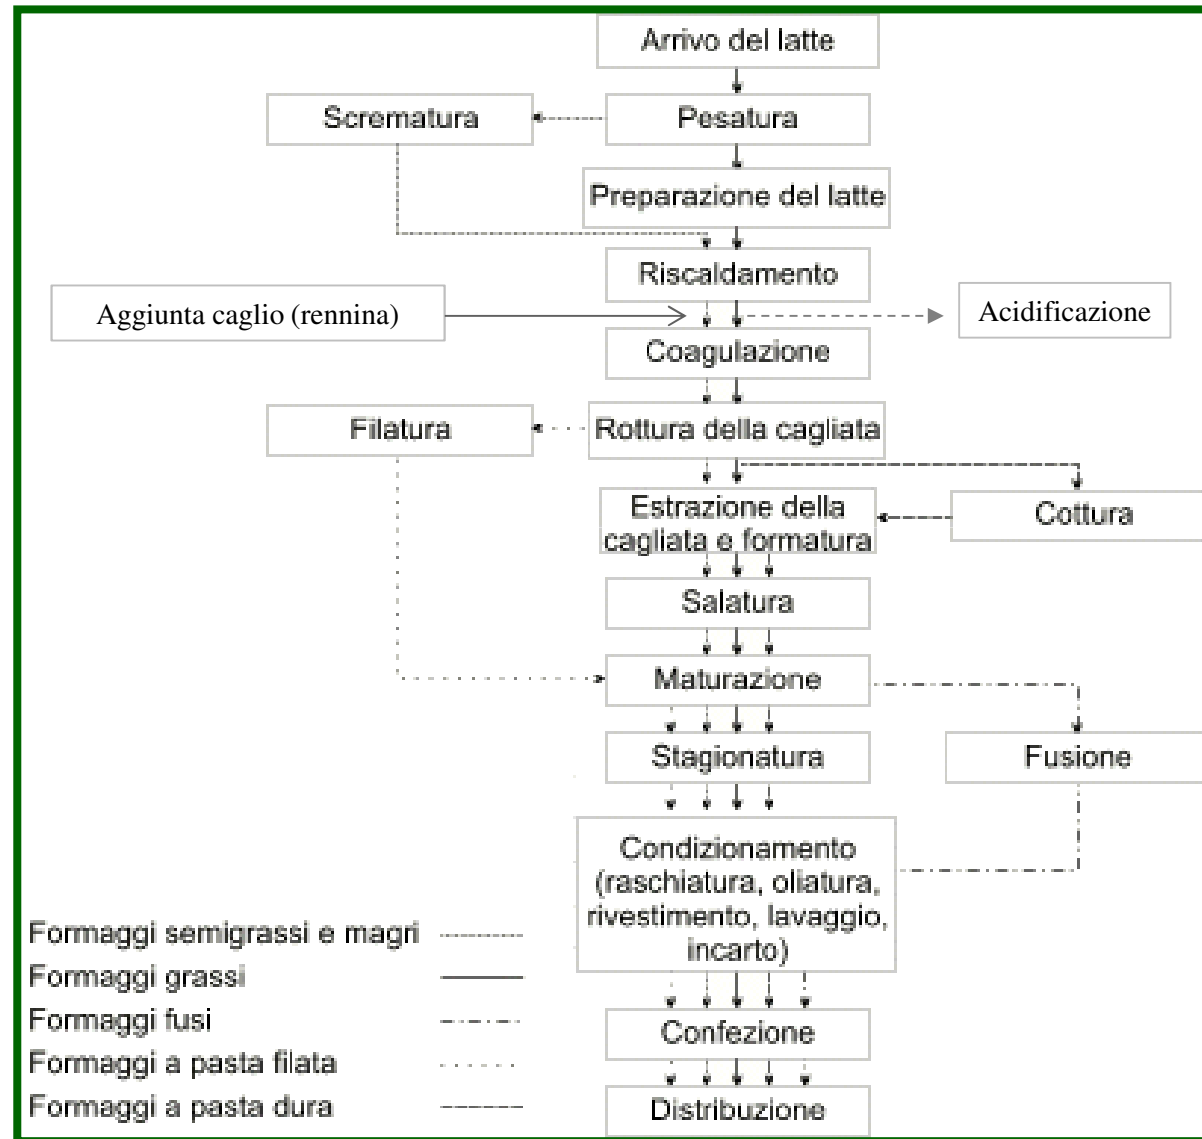 Arrivo del latte
Scrematura
Pesatura
Preparazione del latte
Riscaldamento
Aggiunta caglio (rennina)
Acidificazione
Coagulazione
Filatura
Rottura della cagliata
Estrazione della
cagliata e formatura
Cottura
Salatura
Maturazione
Stagionatura
Fusione
Condizionamento
(raschiatura, oliatura,
rivestimento, lavaggio,
incarto)
Formaggi semigrassi e magri
Formaggi grassi
Formaggi fusi
Formaggi a pasta filata
Formaggi a pasta dura
Confezione
Distribuzione